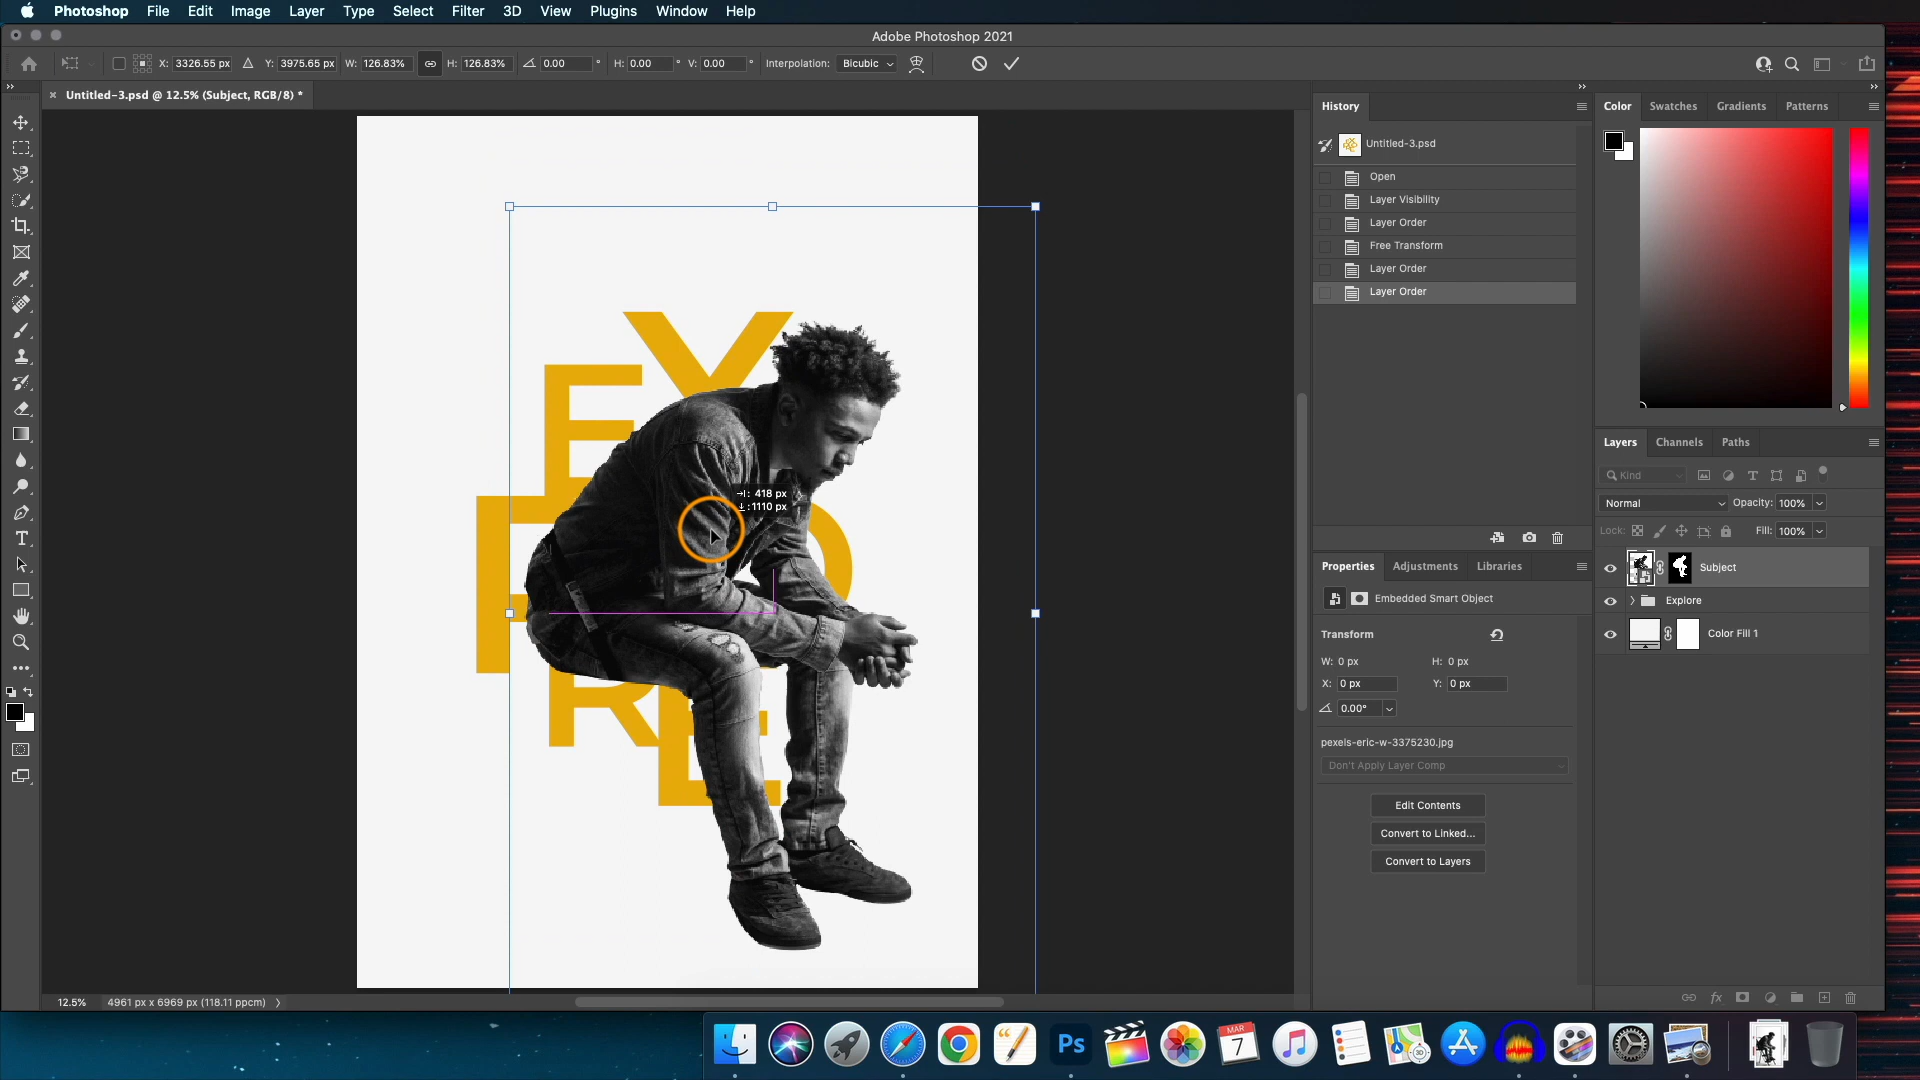 Photoshop File Edit Image Layer Type Select Filter 3D View Plugins Window Help
Adobe Photoshop 2021
X: 3326.55 px Y: 3975.65 px W: 126.83% H: 126.83% 0.00 ° H: 0.00 ° V: 0.00 ° Interpolation: Bicubic
Untitled-3.psd @ 12.5% (Subject, RGB/8) *
History
Untitled-3.psd
Open
Layer Visibility
Layer Order
Free Transform
Layer Order
Layer Order
Color Swatches Gradients Patterns
E X
P O
R E
418 px
1110 px
Properties Adjustments Libraries
Embedded Smart Object
Transform
W: 0 px H: 0 px
X: 0 px Y: 0 px
0.00°
pexels-eric-w-3375230.jpg
Don't Apply Layer Comp
Edit Contents
Convert to Linked...
Convert to Layers
Layers Channels Paths
Kind
Normal Opacity: 100%
Lock: Fill: 100%
Subject
Explore
Color Fill 1
fx
12.5% 4961 px x 6969 px (118.11 ppcm)
MAR
7
Ps
3D